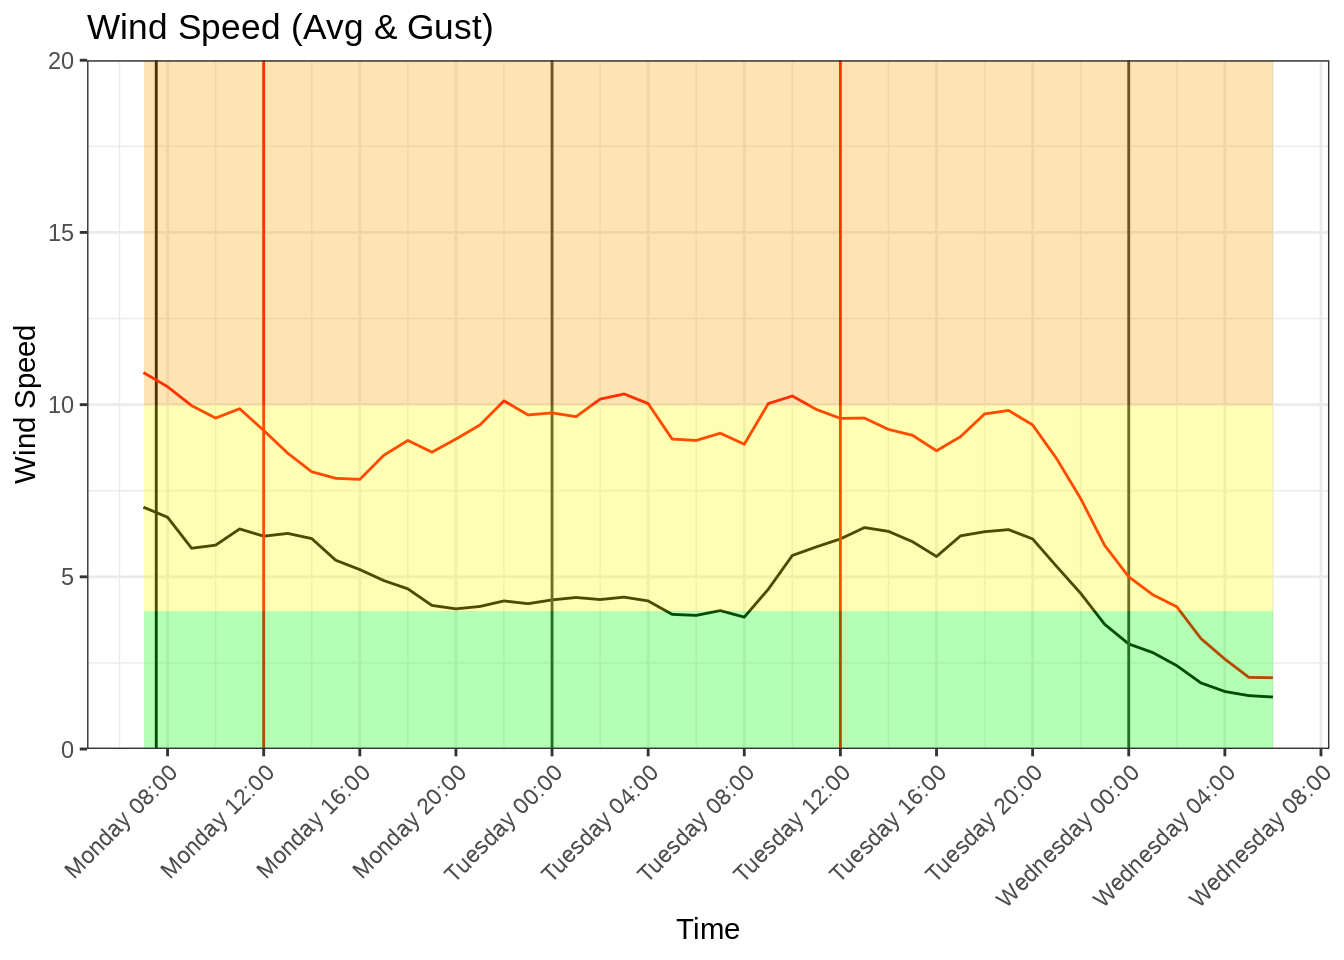 Wind Speed (Avg & Gust)
20
15
10
5
0
Wind Speed
Monday 08:00
Monday 12:00
Monday 16:00
Monday 20:00
Tuesday 00:00
Tuesday 04:00
Tuesday 08:00
Tuesday 12:00
Tuesday 16:00
Tuesday 20:00
Wednesday 00:00
Wednesday 04:00
Wednesday 08:00
Time